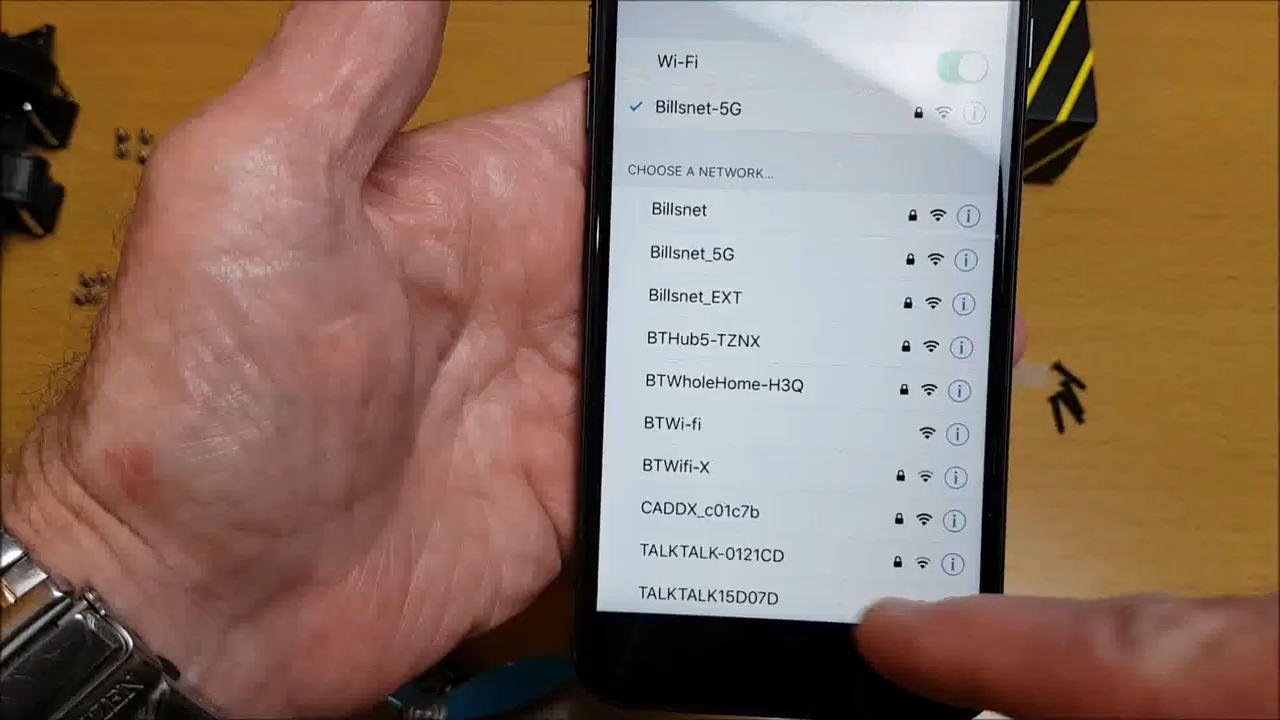 Wi-Fi
Billsnet-5G
CHOOSE A NETWORK...
Billsnet
Billsnet_5G
Billsnet_EXT
BTHub5-TZNX
BTWholeHome-H3Q
BTWi-fi
BTWifi-X
CADDX_c01c7b
TALKTALK-0121CD
TALKTALK15D07D